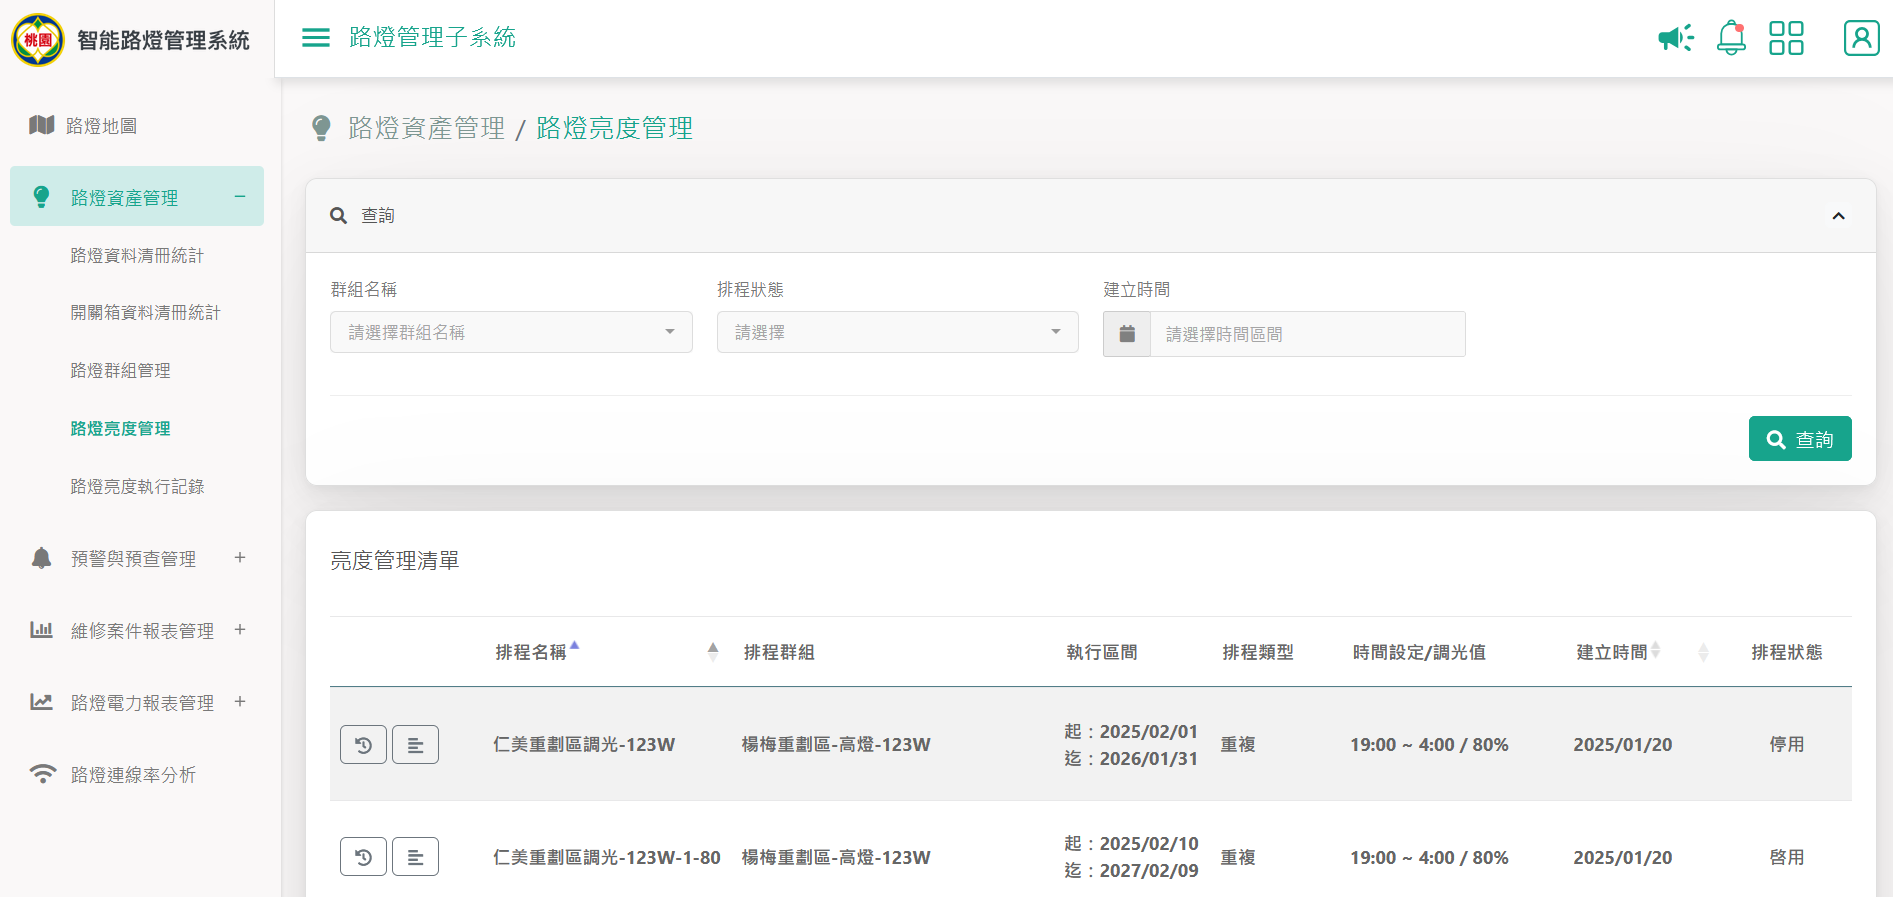 桃園
智能路燈管理系統
路燈管理子系統
路燈地圖
路燈資產管理
路燈資料清冊統計
開關箱資料清冊統計
路燈群組管理
路燈亮度管理
路燈亮度執行記錄
預警與預查管理
維修案件報表管理
路燈電力報表管理
路燈連線率分析
路燈資產管理 / 路燈亮度管理
查詢
群組名稱 排程狀態 建立時間
請選擇群組名稱 請選擇 請選擇時間區間
查詢
亮度管理清單
排程名稱 排程群組 執行區間 排程類型 時間設定/調光值 建立時間 排程狀態
仁美重劃區調光-123W 楊梅重劃區-高燈-123W 起：2025/02/01 重複 19:00 ~ 4:00 / 80% 2025/01/20 停用
迄：2026/01/31
仁美重劃區調光-123W-1-80 楊梅重劃區-高燈-123W 起：2025/02/10 重複 19:00 ~ 4:00 / 80% 2025/01/20 啓用
迄：2027/02/09